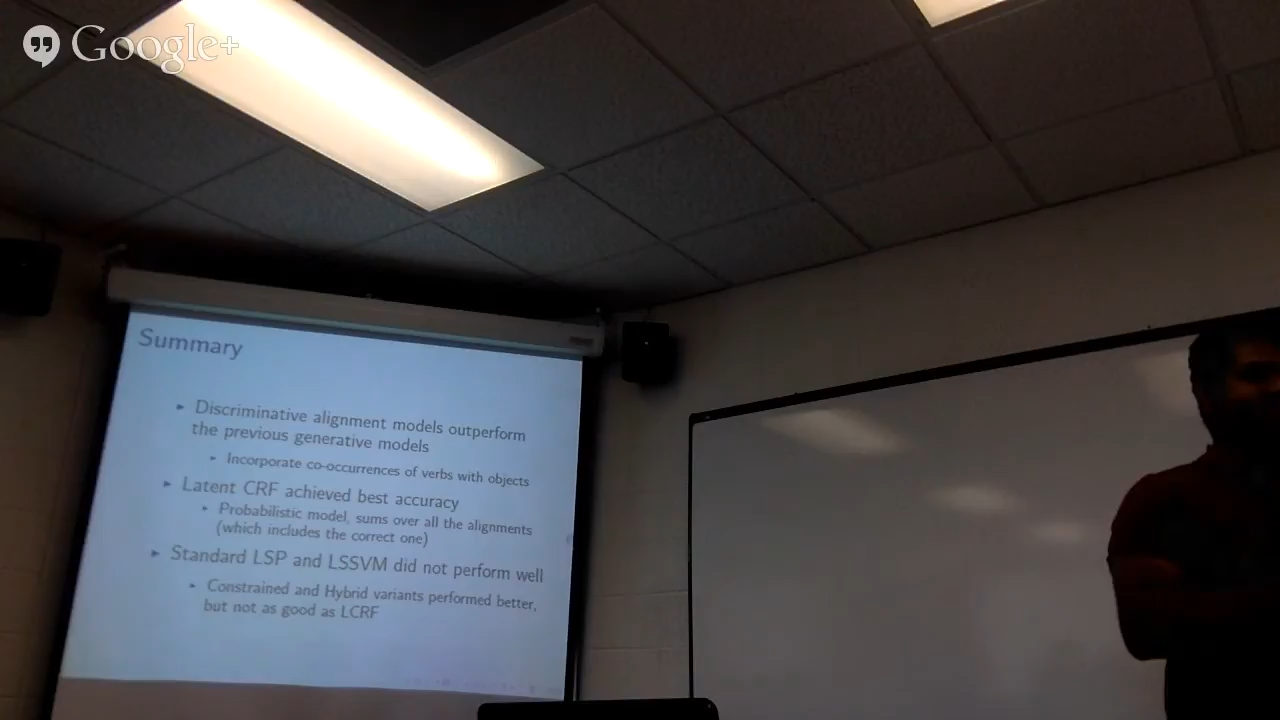 Google+
Summary
Discriminative alignment models outperform
the previous generative models
Incorporate co-occurrences of verbs with objects
Latent CRF achieved best accuracy
Probabilistic model, sums over all the alignments
(which includes the correct one)
Standard LSP and LSSVM did not perform well
Constrained and Hybrid variants performed better,
but not as good as LCRF